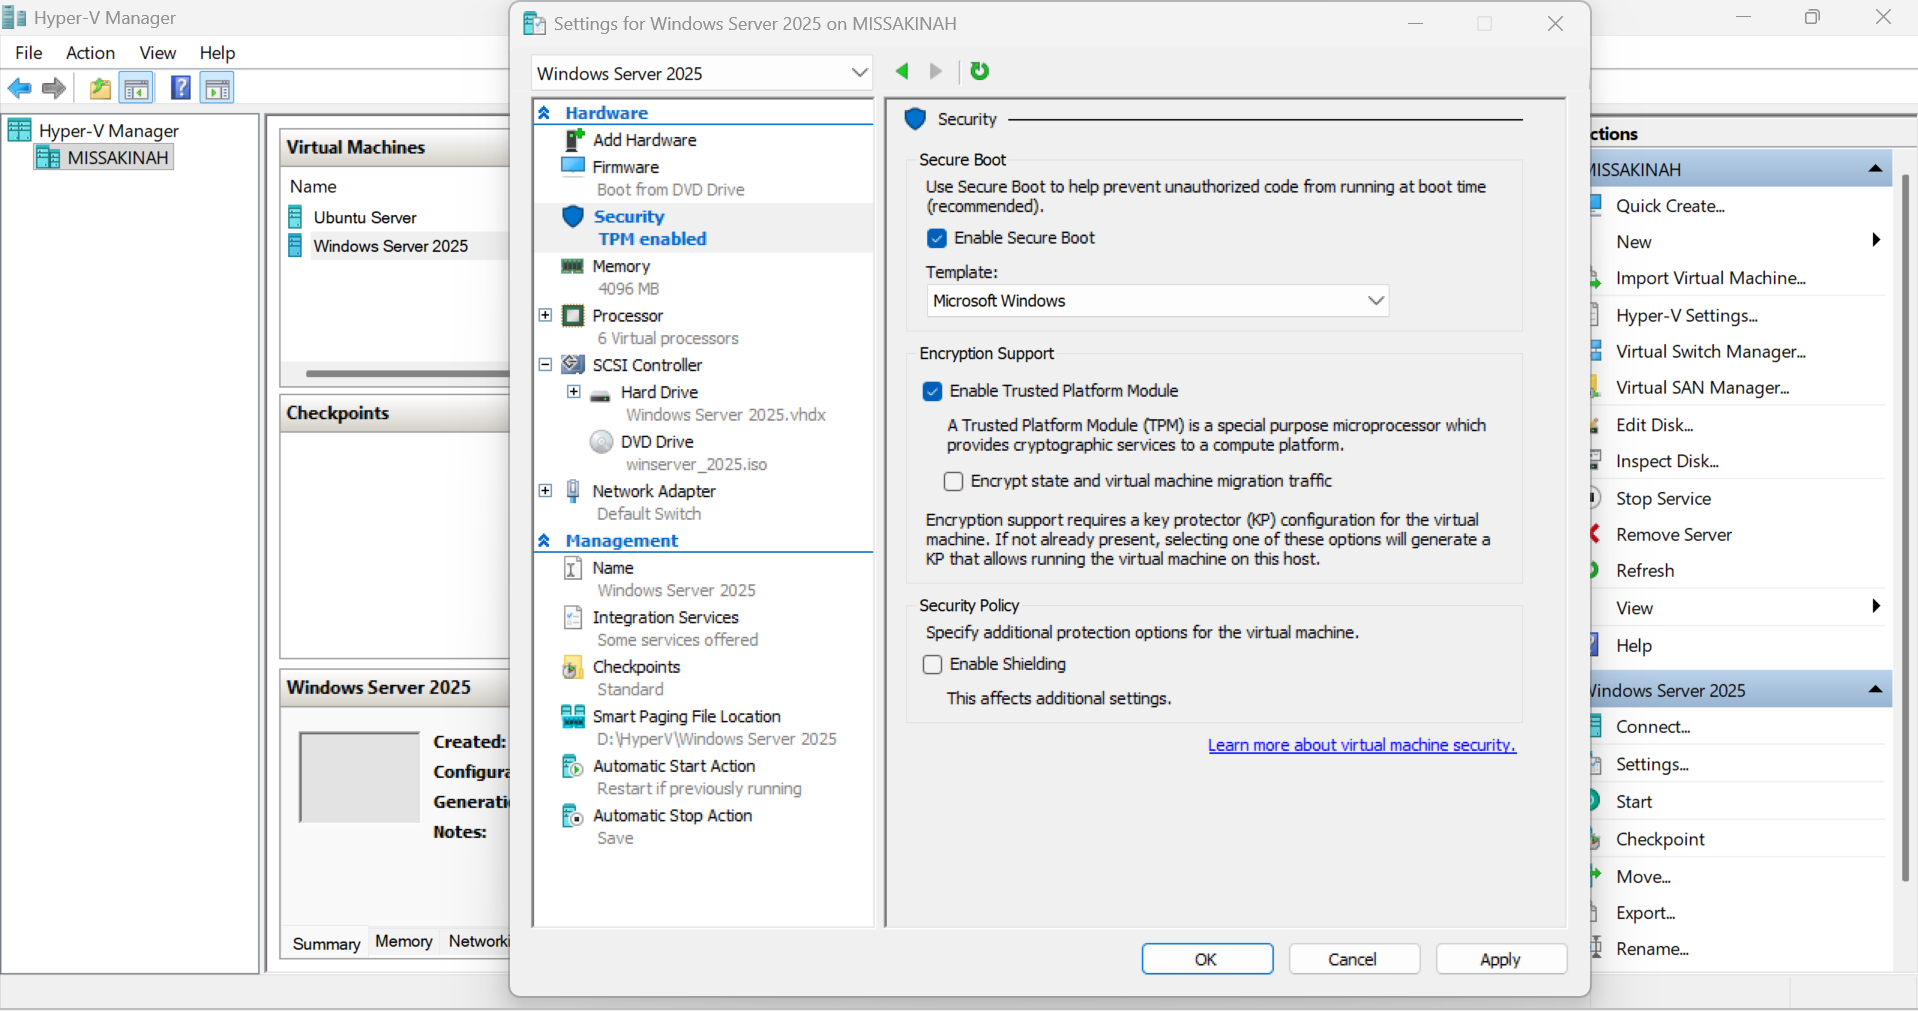 Hyper-V Manager
File Action View Help
Hyper-V Manager
MISSAKINAH
Virtual Machines
Name
Ubuntu Server
Windows Server 2025
Checkpoints
Windows Server 2025
Created:
Configura
Generati
Notes:
Summary Memory Networki
Settings for Windows Server 2025 on MISSAKINAH
Windows Server 2025
Hardware
Add Hardware
Firmware
Boot from DVD Drive
Security
TPM enabled
Memory
4096 MB
Processor
6 Virtual processors
SCSI Controller
Hard Drive
Windows Server 2025.vhdx
DVD Drive
winserver_2025.iso
Network Adapter
Default Switch
Management
Name
Windows Server 2025
Integration Services
Some services offered
Checkpoints
Standard
Smart Paging File Location
D:\HyperV\Windows Server 2025
Automatic Start Action
Restart if previously running
Automatic Stop Action
Save
Security
Secure Boot
Use Secure Boot to help prevent unauthorized code from running at boot time
(recommended).
Enable Secure Boot
Template:
Microsoft Windows
Encryption Support
Enable Trusted Platform Module
A Trusted Platform Module (TPM) is a special purpose microprocessor which
provides cryptographic services to a compute platform.
Encrypt state and virtual machine migration traffic
Encryption support requires a key protector (KP) configuration for the virtual
machine. If not already present, selecting one of these options will generate a
KP that allows running the virtual machine on this host.
Security Policy
Specify additional protection options for the virtual machine.
Enable Shielding
This affects additional settings.
Learn more about virtual machine security.
OK Cancel Apply
ctions
MISSAKINAH
Quick Create...
New
Import Virtual Machine...
Hyper-V Settings...
Virtual Switch Manager...
Virtual SAN Manager...
Edit Disk...
Inspect Disk...
Stop Service
Remove Server
Refresh
View
Help
Windows Server 2025
Connect...
Settings...
Start
Checkpoint
Move...
Export...
Rename...